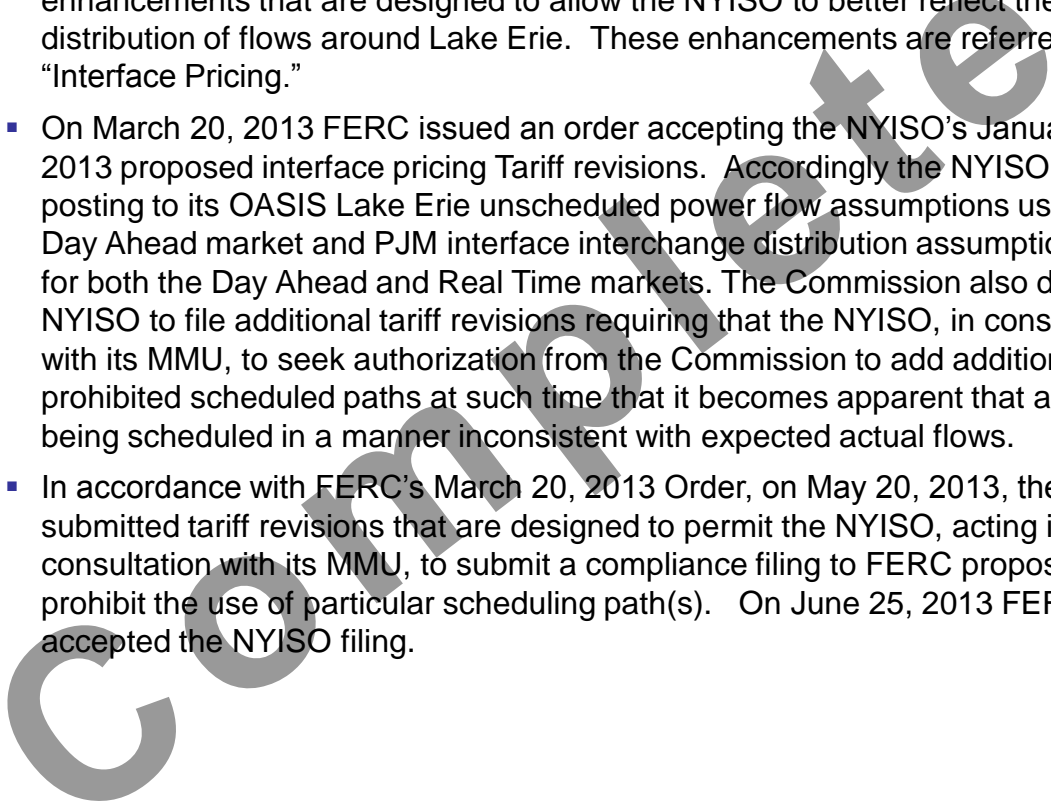 enhancements that are designed to allow the NYISO to better reflect the
distribution of flows around Lake Erie. These enhancements are
“Interface Pricing.”
▪ On March 20, 2013 FERC issued an order accepting the NYISO’s
2013 proposed interface pricing Tariff revisions. Accordingly the NYISO
posting to its OASIS Lake Erie unscheduled power flow assumptions
Day Ahead market and PJM interface interchange distribution
for both the Day Ahead and Real Time markets. The Commission also
NYISO to file additional tariff revisions requiring that the NYISO, in
with its MMU, to seek authorization from the Commission to add
prohibited scheduled paths at such time that it becomes apparent that
being scheduled in a manner inconsistent with expected actual flows.
▪ In accordance with FERC’s March 20, 2013 Order, on May 20, 2013, the
submitted tariff revisions that are designed to permit the NYISO, acting
consultation with its MMU, to submit a compliance filing to FERC
prohibit the use of particular scheduling path(s). On June 25, 2013
accepted the NYISO filing.
Complete